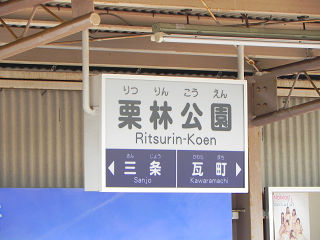 りつ りん こう えん
栗林公園
Ritsurin-Koen
さん じょう
三条
Sanjo
かわら まち
瓦町
Kawaramachi